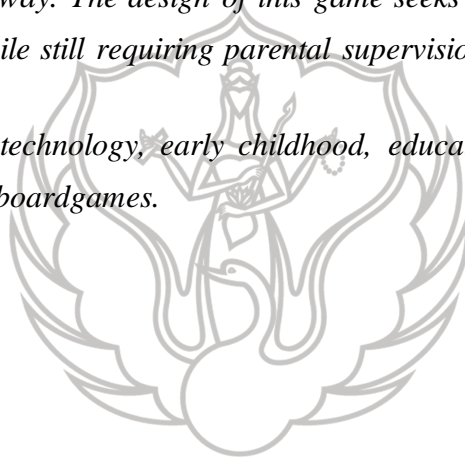 way. The design of this game seeks
ile still requiring parental supervisio
technology, early childhood, educa
boardgames.